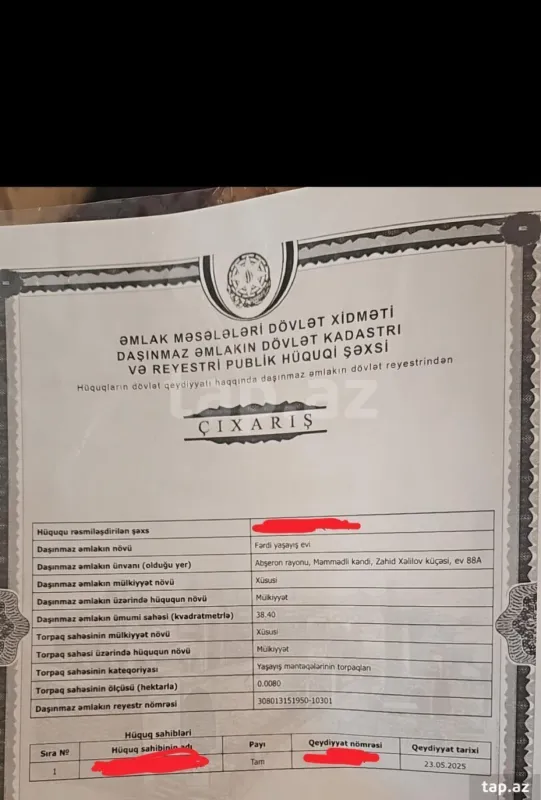 ƏMLAK MƏSƏLƏLƏRİ DÖVLƏT XİDMƏTİ
DAŞINMAZ ƏMLAKIN DÖVLƏT KADASTRI
VƏ REYESTRİ PUBLİK HÜQUQİ ŞƏXSİ
Hüquqların dövlət qeydiyyatı haqqında daşınmaz əmlakın dövlət reyestrindən
tap.az
ÇIXARIŞ
Hüququ rəsmiləşdirilən şəxs
Daşınmaz əmlakın növü Fərdi yaşayış evi
Daşınmaz əmlakın ünvanı (olduğu yer) Abşeron rayonu, Məmmədli kəndi, Zahid Xəlilov küçəsi, ev 88A
Daşınmaz əmlakın mülkiyyət növü Xüsusi
Daşınmaz əmlakın üzərində hüququn növü Mülkiyyət
Daşınmaz əmlakın ümumi sahəsi (kvadratmetrlə) 38.40
Torpaq sahəsinin mülkiyyət növü Xüsusi
Torpaq sahəsi üzərində hüququn növü Mülkiyyət
Torpaq sahəsinin kateqoriyası Yaşayış məntəqələrinin torpaqları
Torpaq sahəsinin ölçüsü (hektarla) 0.0080
Daşınmaz əmlakın reyestr nömrəsi 308013151950-10301
Hüquq sahibləri
Sıra № Hüquq sahibinin adı Payı Qeydiyyat nömrəsi Qeydiyyat tarixi
1 Tam 23.05.2025
tap.az